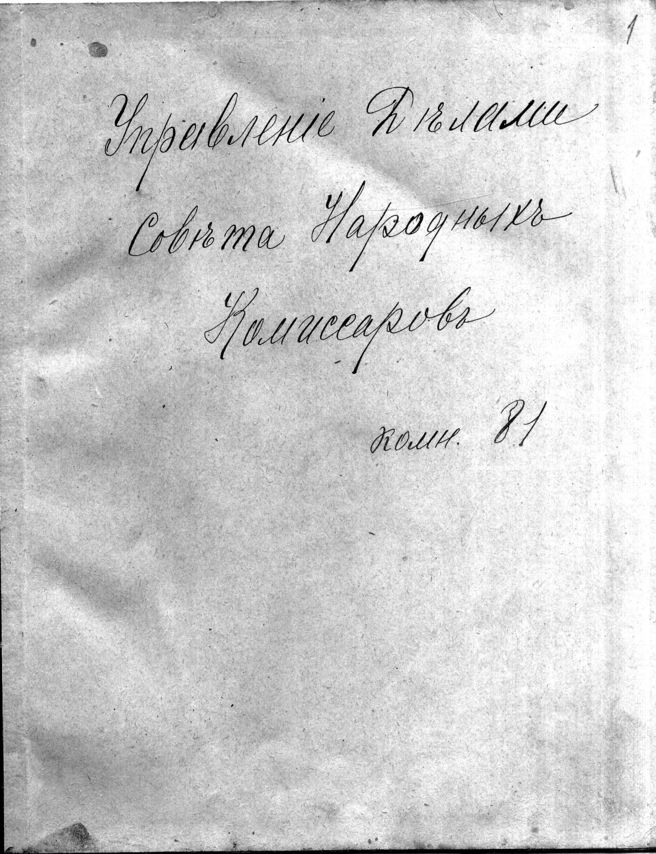 1
Управленіе Дѣлами
Совѣта Народныхъ
Комиссаровъ
комн. 81